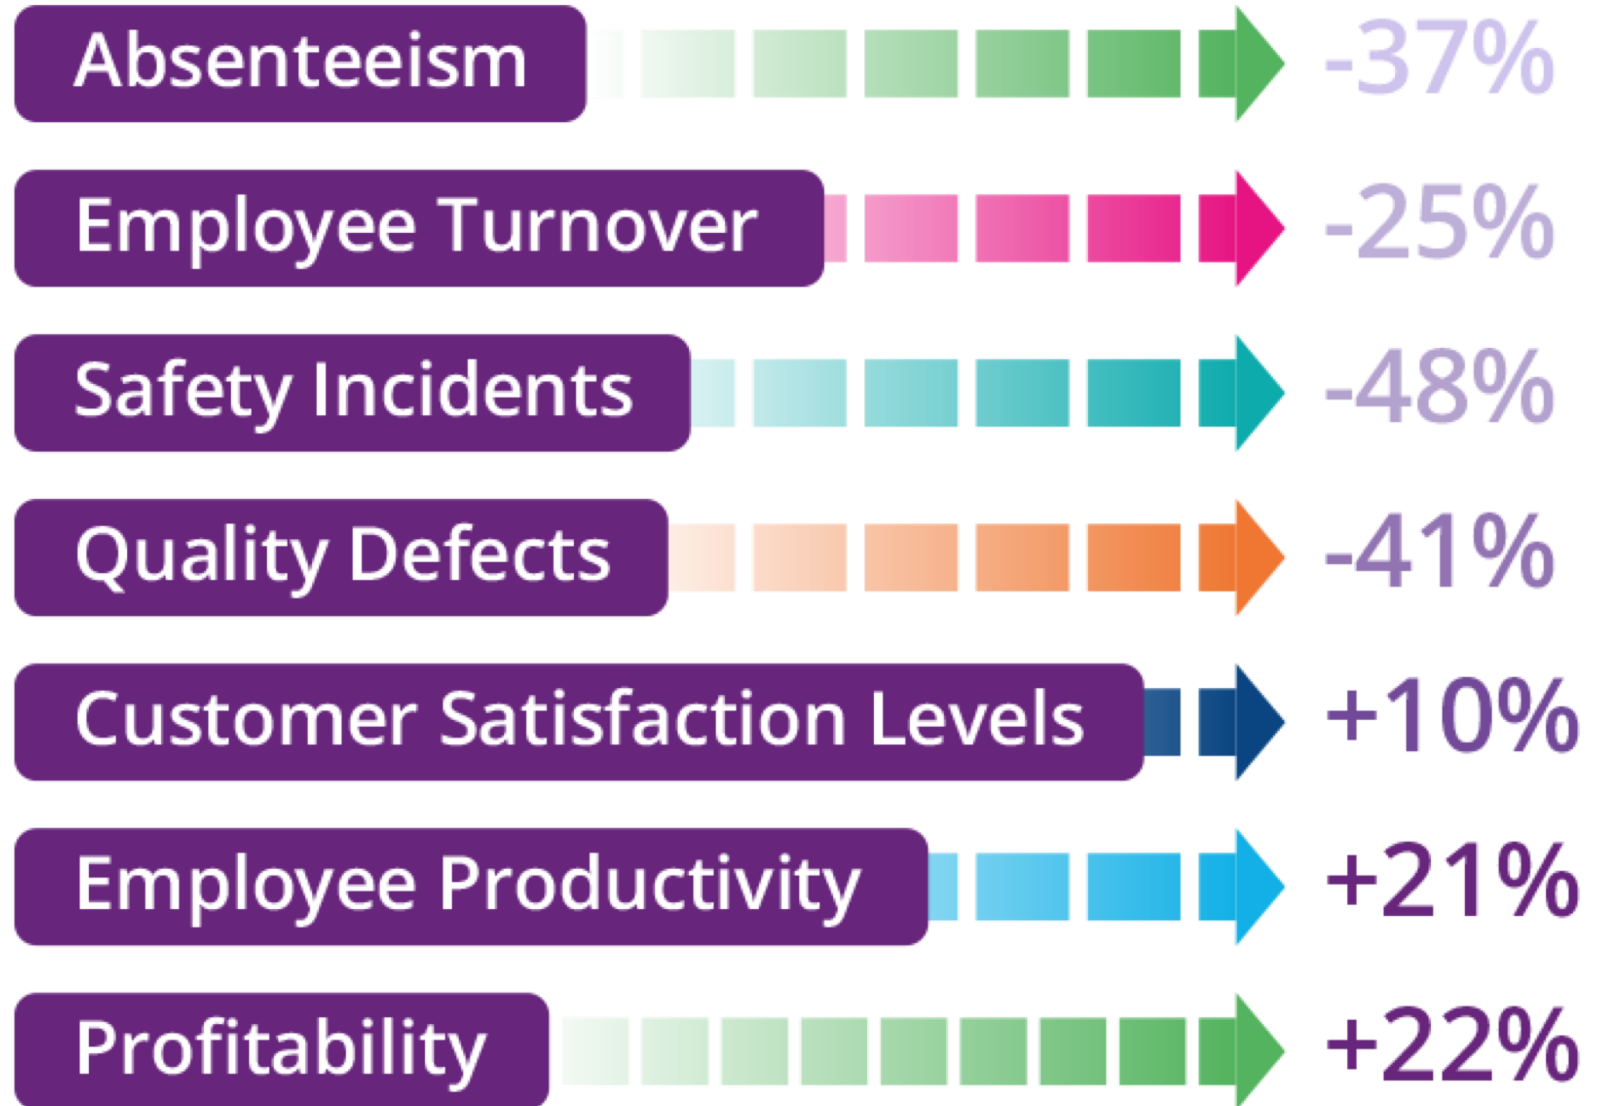 Absenteeism -37%
Employee Turnover -25%
Safety Incidents -48%
Quality Defects -41%
Customer Satisfaction Levels +10%
Employee Productivity +21%
Profitability +22%